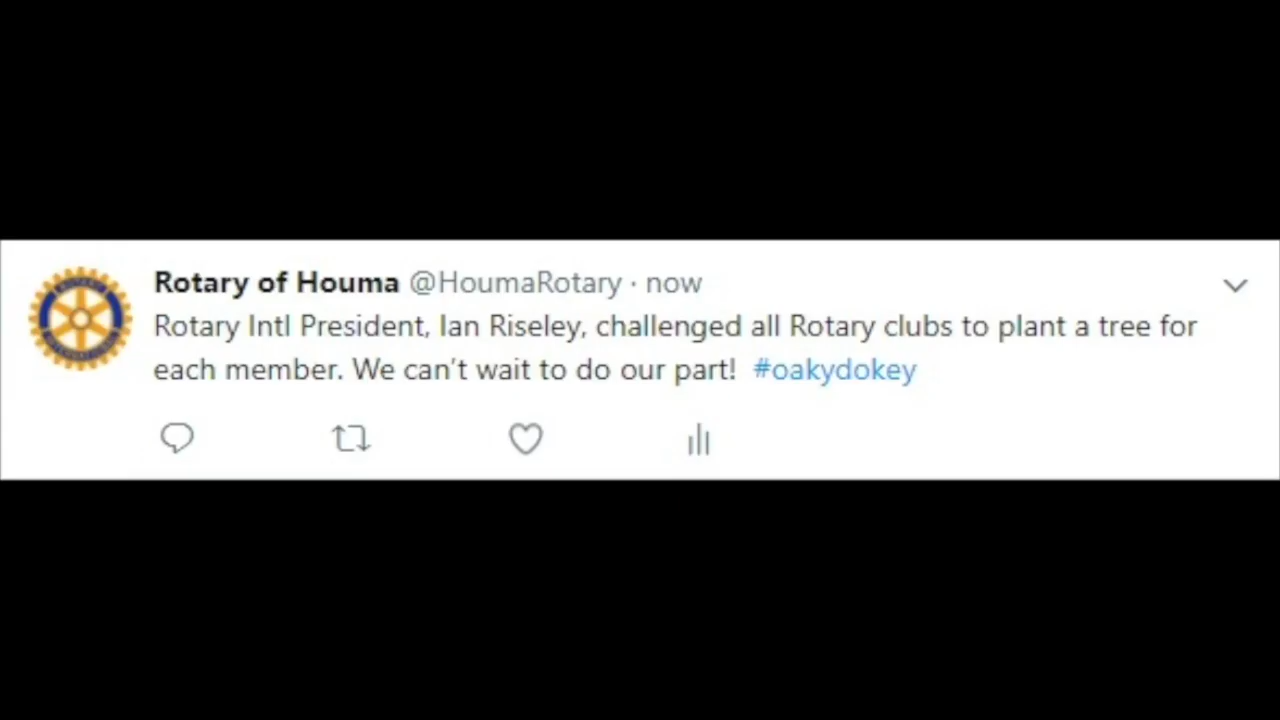 Rotary of Houma @HoumaRotary · now
Rotary Intl President, Ian Riseley, challenged all Rotary clubs to plant a tree for
each member. We can't wait to do our part! #oakydokey